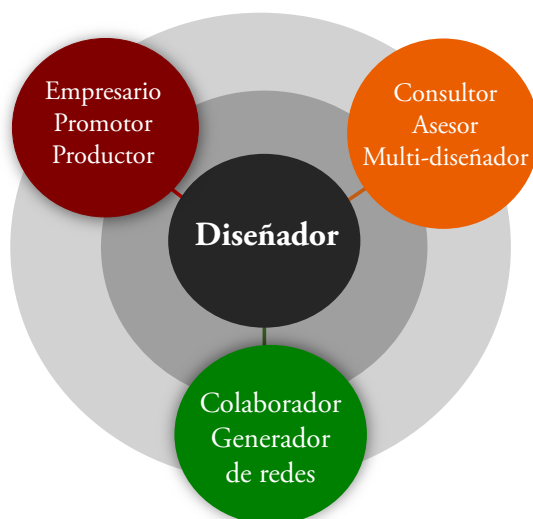 Empresario
Promotor
Productor
Consultor
Asesor
Multi-diseñador
Diseñador
Colaborador
Generador
de redes